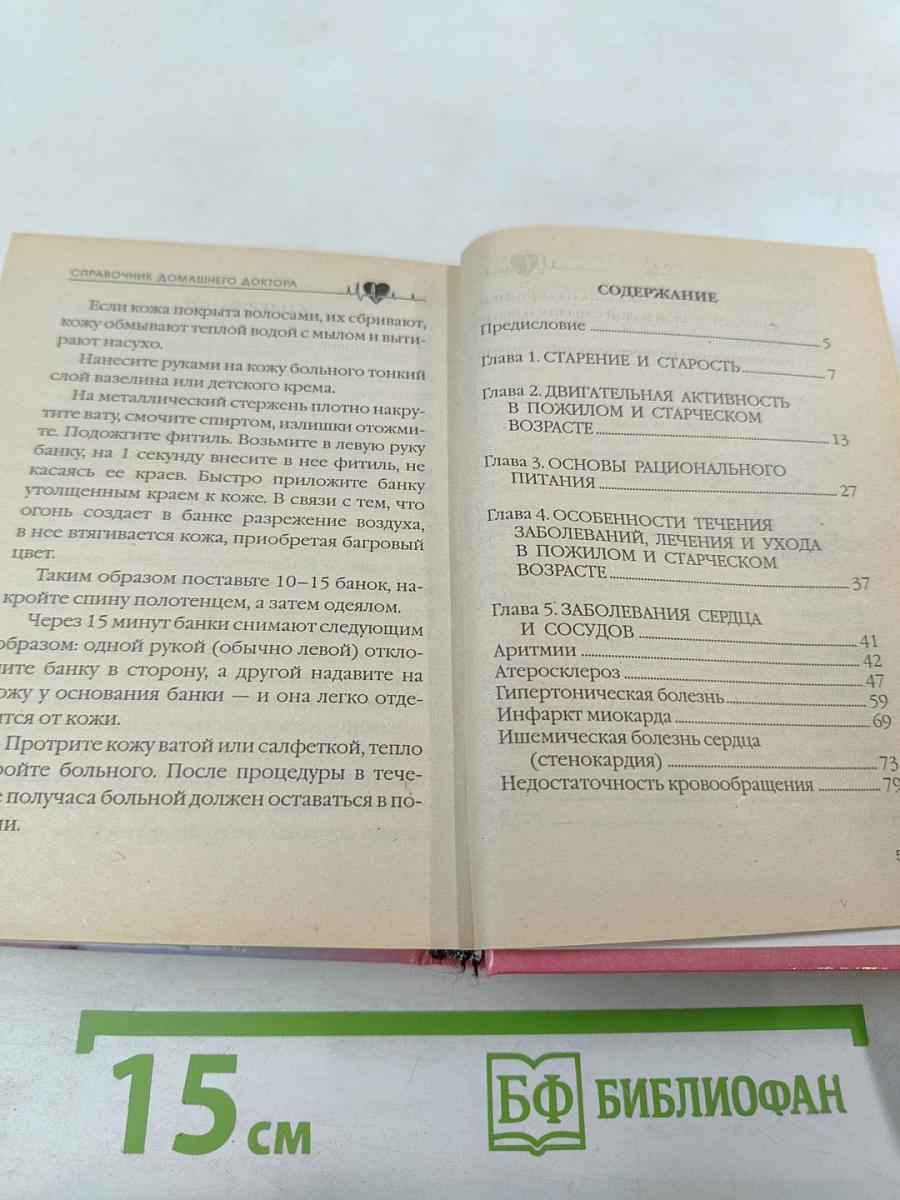 СПРАВОЧНИК ДОМАШНЕГО ДОКТОРА
Если кожа покрыта волосами, их сбривают,
кожу обмывают теплой водой с мылом и выти-
рают насухо.
Нанесите руками на кожу больного тонкий
слой вазелина или детского крема.
На металлический стержень плотно накру-
тите вату, смочите спиртом, излишки отожми-
те. Подожгите фитиль. Возьмите в левую руку
банку, на 1 секунду внесите в нее фитиль, не
касаясь ее краев. Быстро приложите банку
утолщенным краем к коже. В связи с тем, что
огонь создает в банке разрежение воздуха,
в нее втягивается кожа, приобретая багровый
цвет.
Таким образом поставьте 10–15 банок, на-
кройте спину полотенцем, а затем одеялом.
Через 15 минут банки снимают следующим
образом: одной рукой (обычно левой) откло-
ите банку в сторону, а другой надавите на
ожу у основания банки — и она легко отде-
ится от кожи.
Протрите кожу ватой или салфеткой, тепло
ройте больного. После процедуры в тече-
е получаса больной должен оставаться в по-
ли.
СОДЕРЖАНИЕ
Предисловие 5
Глава 1. СТАРЕНИЕ И СТАРОСТЬ 7
Глава 2. ДВИГАТЕЛЬНАЯ АКТИВНОСТЬ
В ПОЖИЛОМ И СТАРЧЕСКОМ
ВОЗРАСТЕ 13
Глава 3. ОСНОВЫ РАЦИОНАЛЬНОГО
ПИТАНИЯ 27
Глава 4. ОСОБЕННОСТИ ТЕЧЕНИЯ
ЗАБОЛЕВАНИЙ, ЛЕЧЕНИЯ И УХОДА
В ПОЖИЛОМ И СТАРЧЕСКОМ
ВОЗРАСТЕ 37
Глава 5. ЗАБОЛЕВАНИЯ СЕРДЦА
И СОСУДОВ 41
Аритмии 42
Атеросклероз 47
Гипертоническая болезнь 59
Инфаркт миокарда 69
Ишемическая болезнь сердца
(стенокардия) 73
Недостаточность кровообращения 79
5
15 см
БФ БИБЛИОФАН